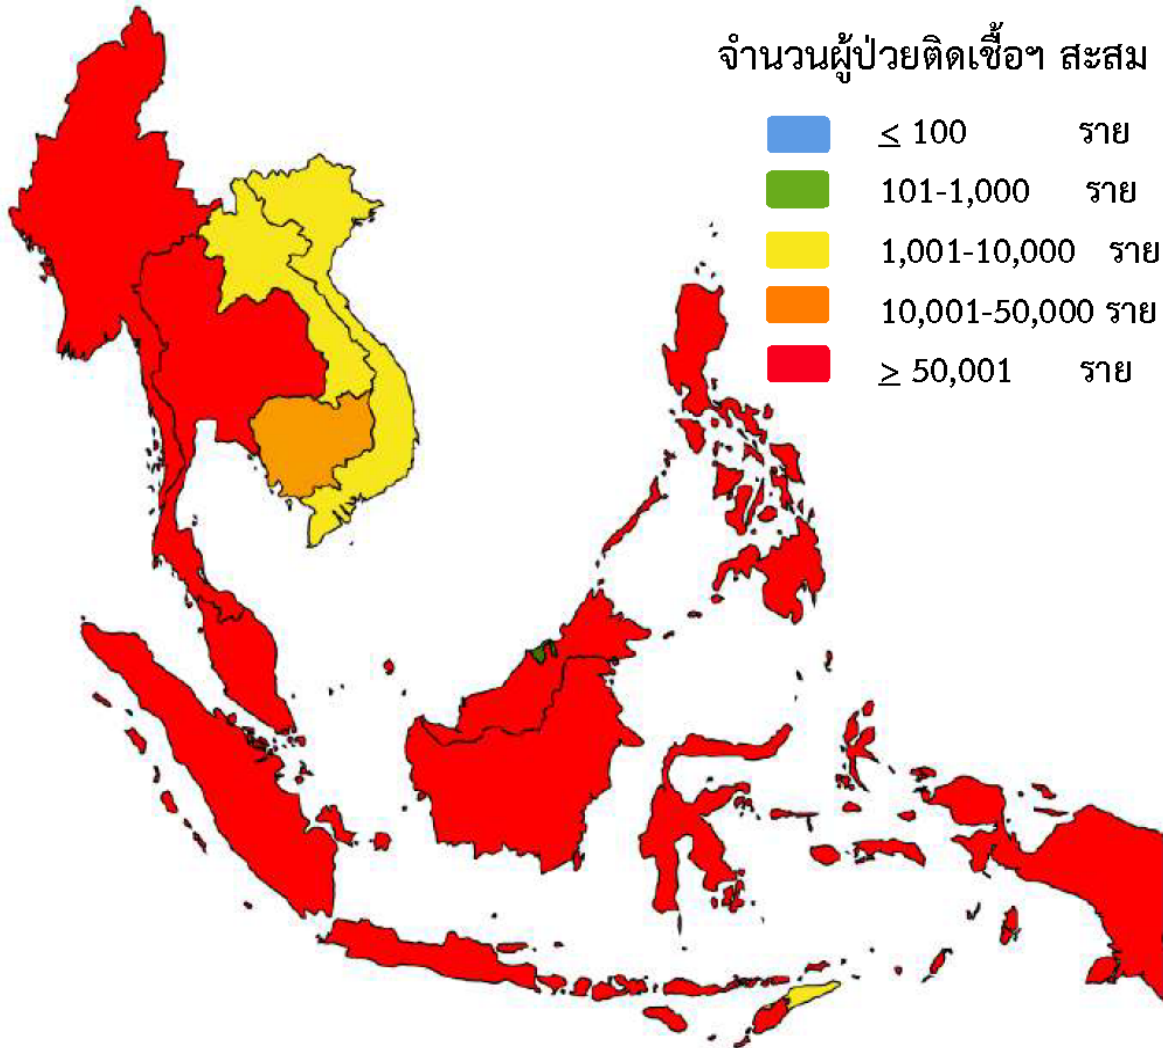 จำนวนผู้ป่วยติดเชื้อฯ สะสม
≤ 100 ราย
101-1,000 ราย
1,001-10,000 ราย
10,001-50,000 ราย
≥ 50,001 ราย